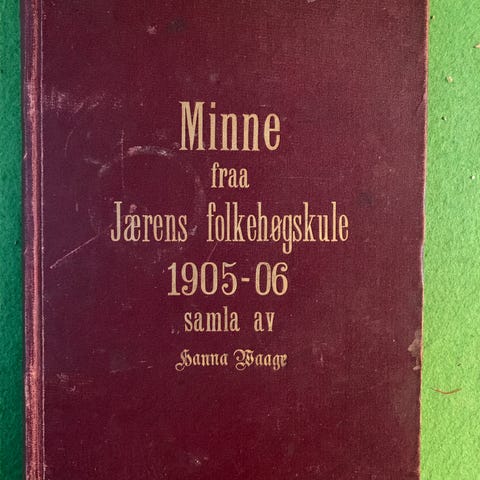 Minne
fraa
Jærens folkehøgskule
1905-06
samla av
Hanna Waage